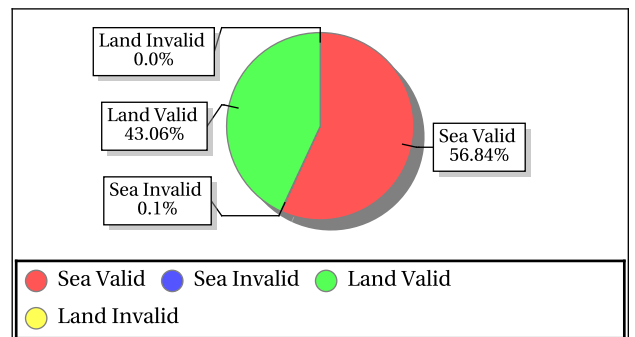 Land Invalid
0.0%
Land Valid
43.06%
Sea Valid
56.84%
Sea Invalid
0.1%
Sea Valid Sea Invalid Land Valid
Land Invalid